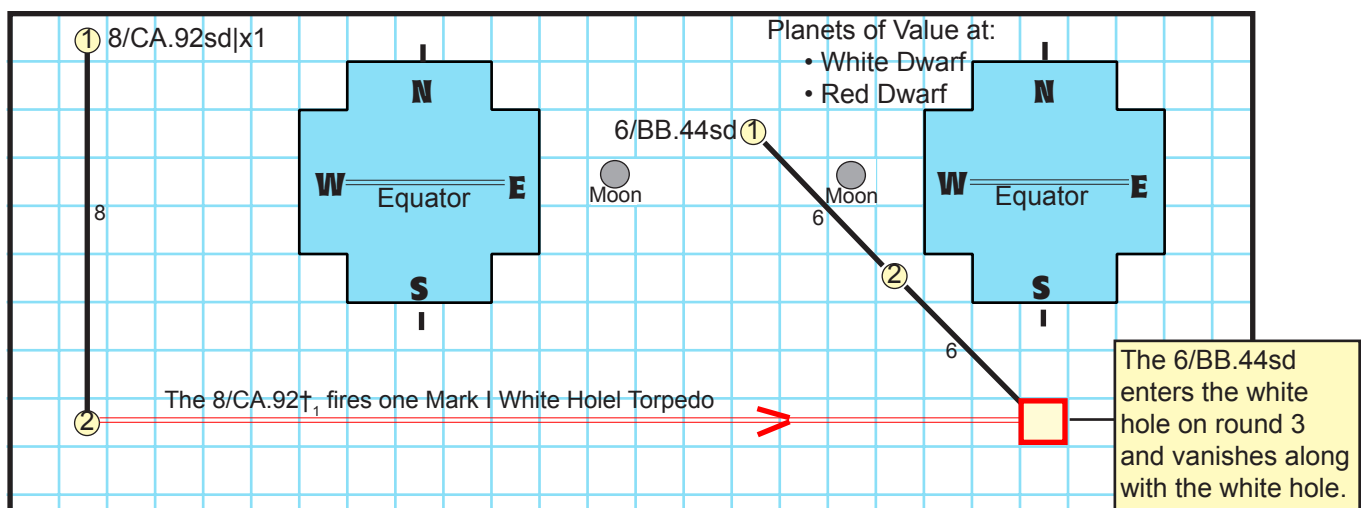 1 8/CA.92sd|x1
Planets of Value at:
• White Dwarf
• Red Dwarf
N
N
6/BB.44sd 1
W E
Equator
Moon
Moon
W E
Equator
8
6
2
S
S
6
The 8/CA.92†₁ fires one Mark I White Holel Torpedo
2
The 6/BB.44sd
enters the white
hole on round 3
and vanishes along
with the white hole.